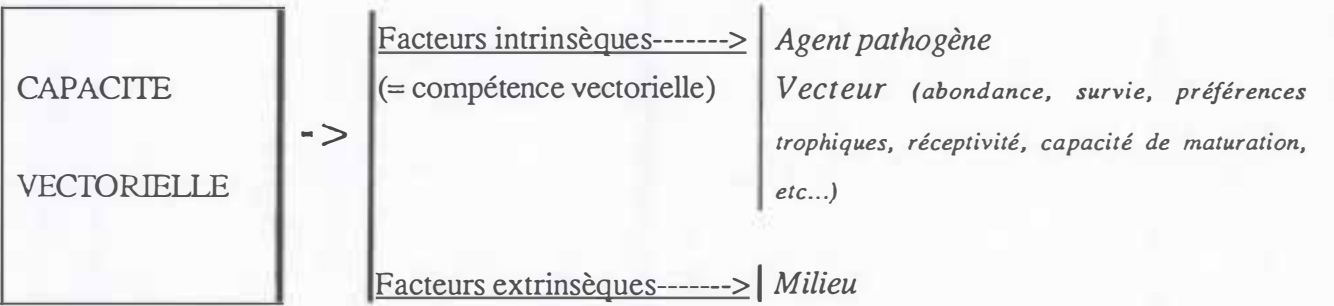 CAPACITE
VECTORIELLE
->
Facteurs intrinsèques------->
(= compétence vectorielle)
Agent pathogène
Vecteur (abondance, survie, préférences
trophiques, réceptivité, capacité de maturation,
etc...)
Facteurs extrinsèques------->
Milieu